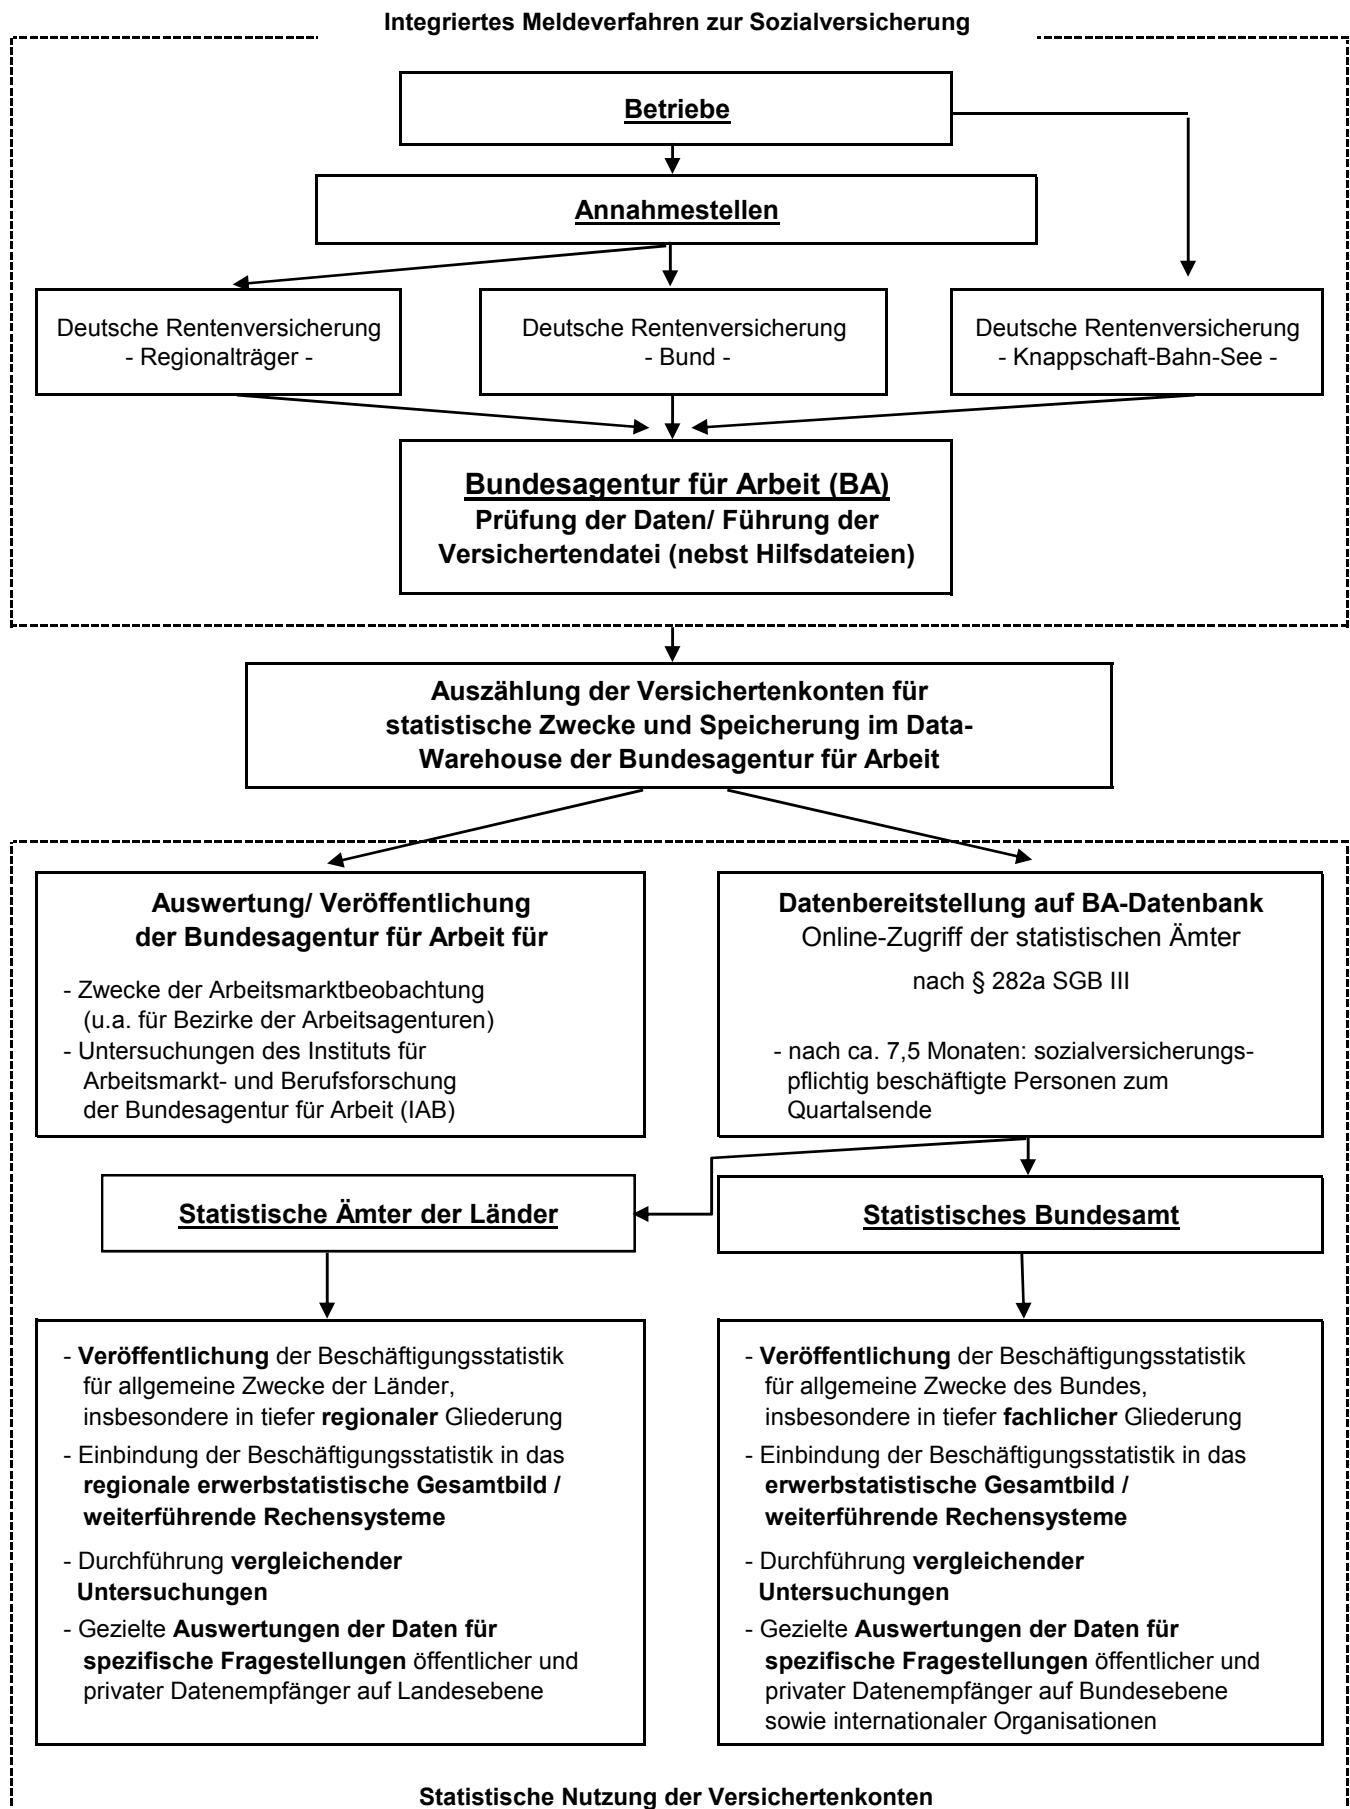 Integriertes Meldeverfahren zur Sozialversicherung
Betriebe
Annahmestellen
Deutsche Rentenversicherung
- Regionalträger -
Deutsche Rentenversicherung
- Bund -
Deutsche Rentenversicherung
- Knappschaft-Bahn-See -
Bundesagentur für Arbeit (BA)
Prüfung der Daten/ Führung der
Versichertendatei (nebst Hilfsdateien)
Auszählung der Versichertenkonten für
statistische Zwecke und Speicherung im Data-
Warehouse der Bundesagentur für Arbeit
Auswertung/ Veröffentlichung
der Bundesagentur für Arbeit für
- Zwecke der Arbeitsmarktbeobachtung
(u.a. für Bezirke der Arbeitsagenturen)
- Untersuchungen des Instituts für
Arbeitsmarkt- und Berufsforschung
der Bundesagentur für Arbeit (IAB)
Datenbereitstellung auf BA-Datenbank
Online-Zugriff der statistischen Ämter
nach § 282a SGB III
- nach ca. 7,5 Monaten: sozialversicherungs-
pflichtig beschäftigte Personen zum
Quartalsende
Statistische Ämter der Länder
Statistisches Bundesamt
- Veröffentlichung der Beschäftigungsstatistik
für allgemeine Zwecke der Länder,
insbesondere in tiefer regionaler Gliederung
- Einbindung der Beschäftigungsstatistik in das
regionale erwerbstatistische Gesamtbild /
weiterführende Rechensysteme
- Durchführung vergleichender
Untersuchungen
- Gezielte Auswertungen der Daten für
spezifische Fragestellungen öffentlicher und
privater Datenempfänger auf Landesebene
- Veröffentlichung der Beschäftigungsstatistik
für allgemeine Zwecke des Bundes,
insbesondere in tiefer fachlicher Gliederung
- Einbindung der Beschäftigungsstatistik in das
erwerbstatistische Gesamtbild /
weiterführende Rechensysteme
- Durchführung vergleichender
Untersuchungen
- Gezielte Auswertungen der Daten für
spezifische Fragestellungen öffentlicher und
privater Datenempfänger auf Bundesebene
sowie internationaler Organisationen
Statistische Nutzung der Versichertenkonten